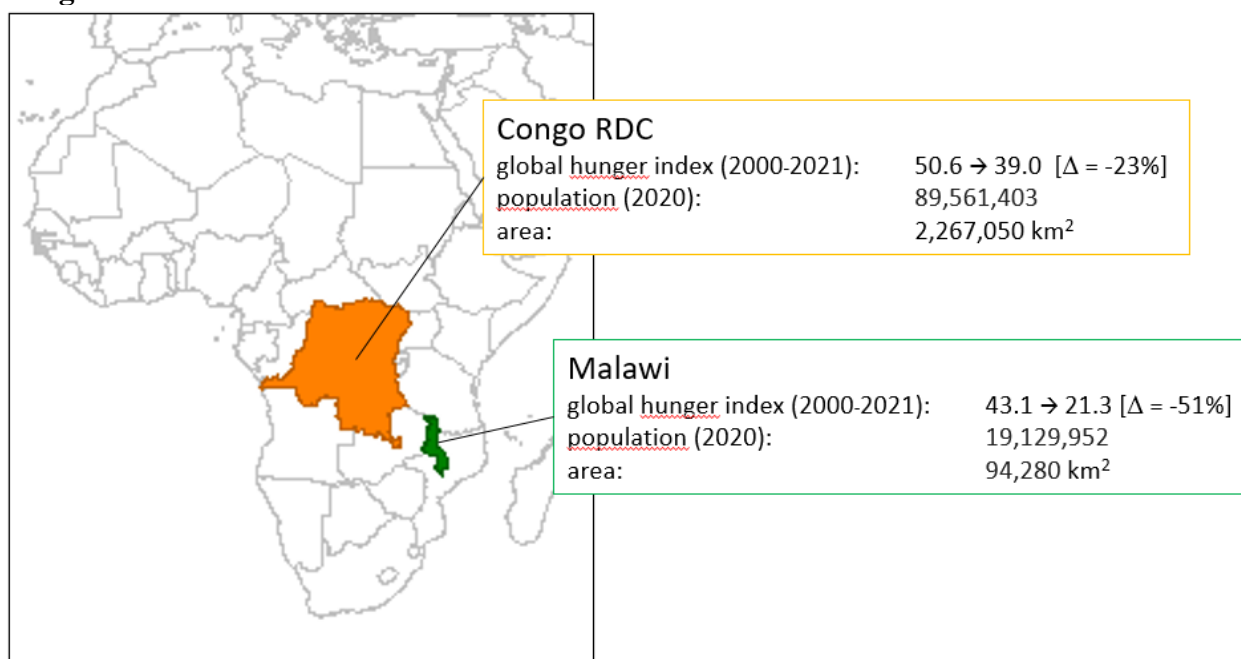 Congo RDC
global hunger index (2000-2021): 50.6 → 39.0 [Δ = -23%]
population (2020): 89,561,403
area: 2,267,050 km²
Malawi
global hunger index (2000-2021): 43.1 → 21.3 [Δ = -51%]
population (2020): 19,129,952
area: 94,280 km²